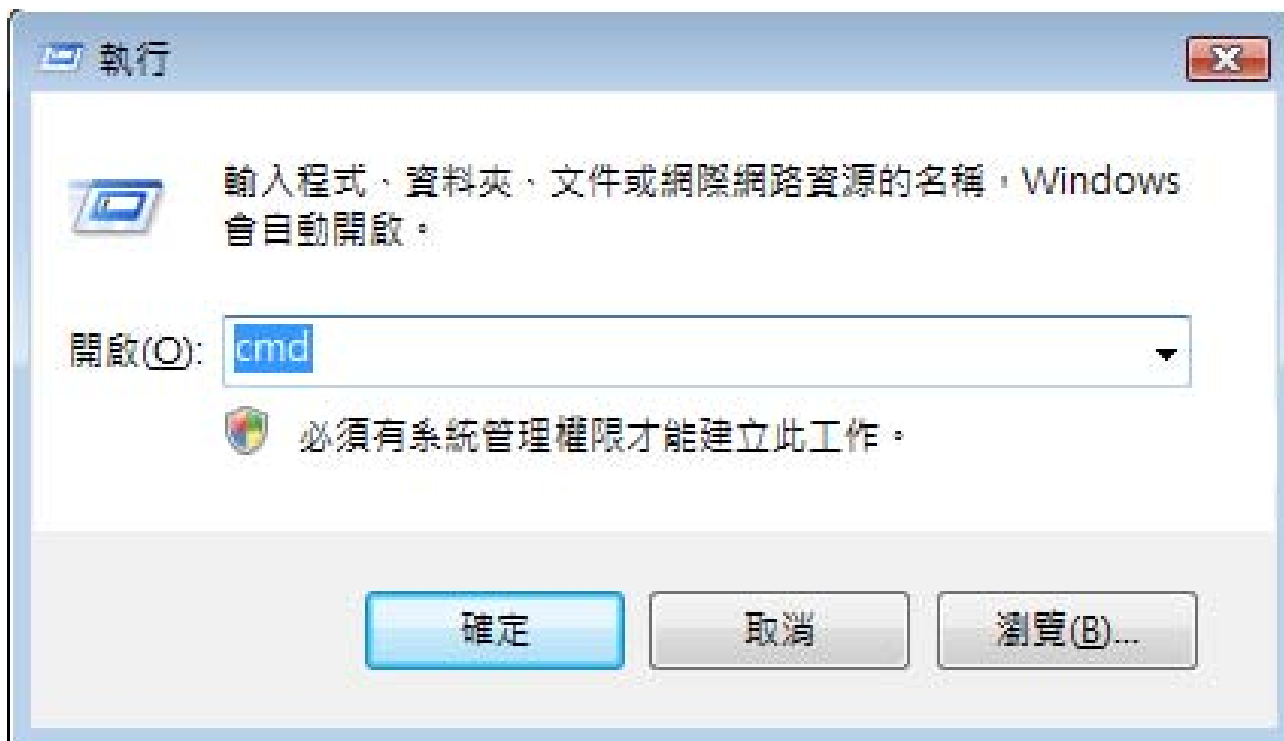 執行
輸入程式、資料夾、文件或網際網路資源的名稱，Windows
會自動開啟。
開啟(O): cmd
必須有系統管理權限才能建立此工作。
確定 取消 瀏覽(B)...